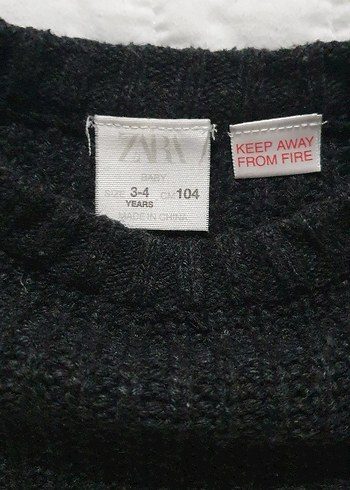 ZARA
BABY
SIZE 3-4 YEARS CM 104
MADE IN CHINA
KEEP AWAY
FROM FIRE